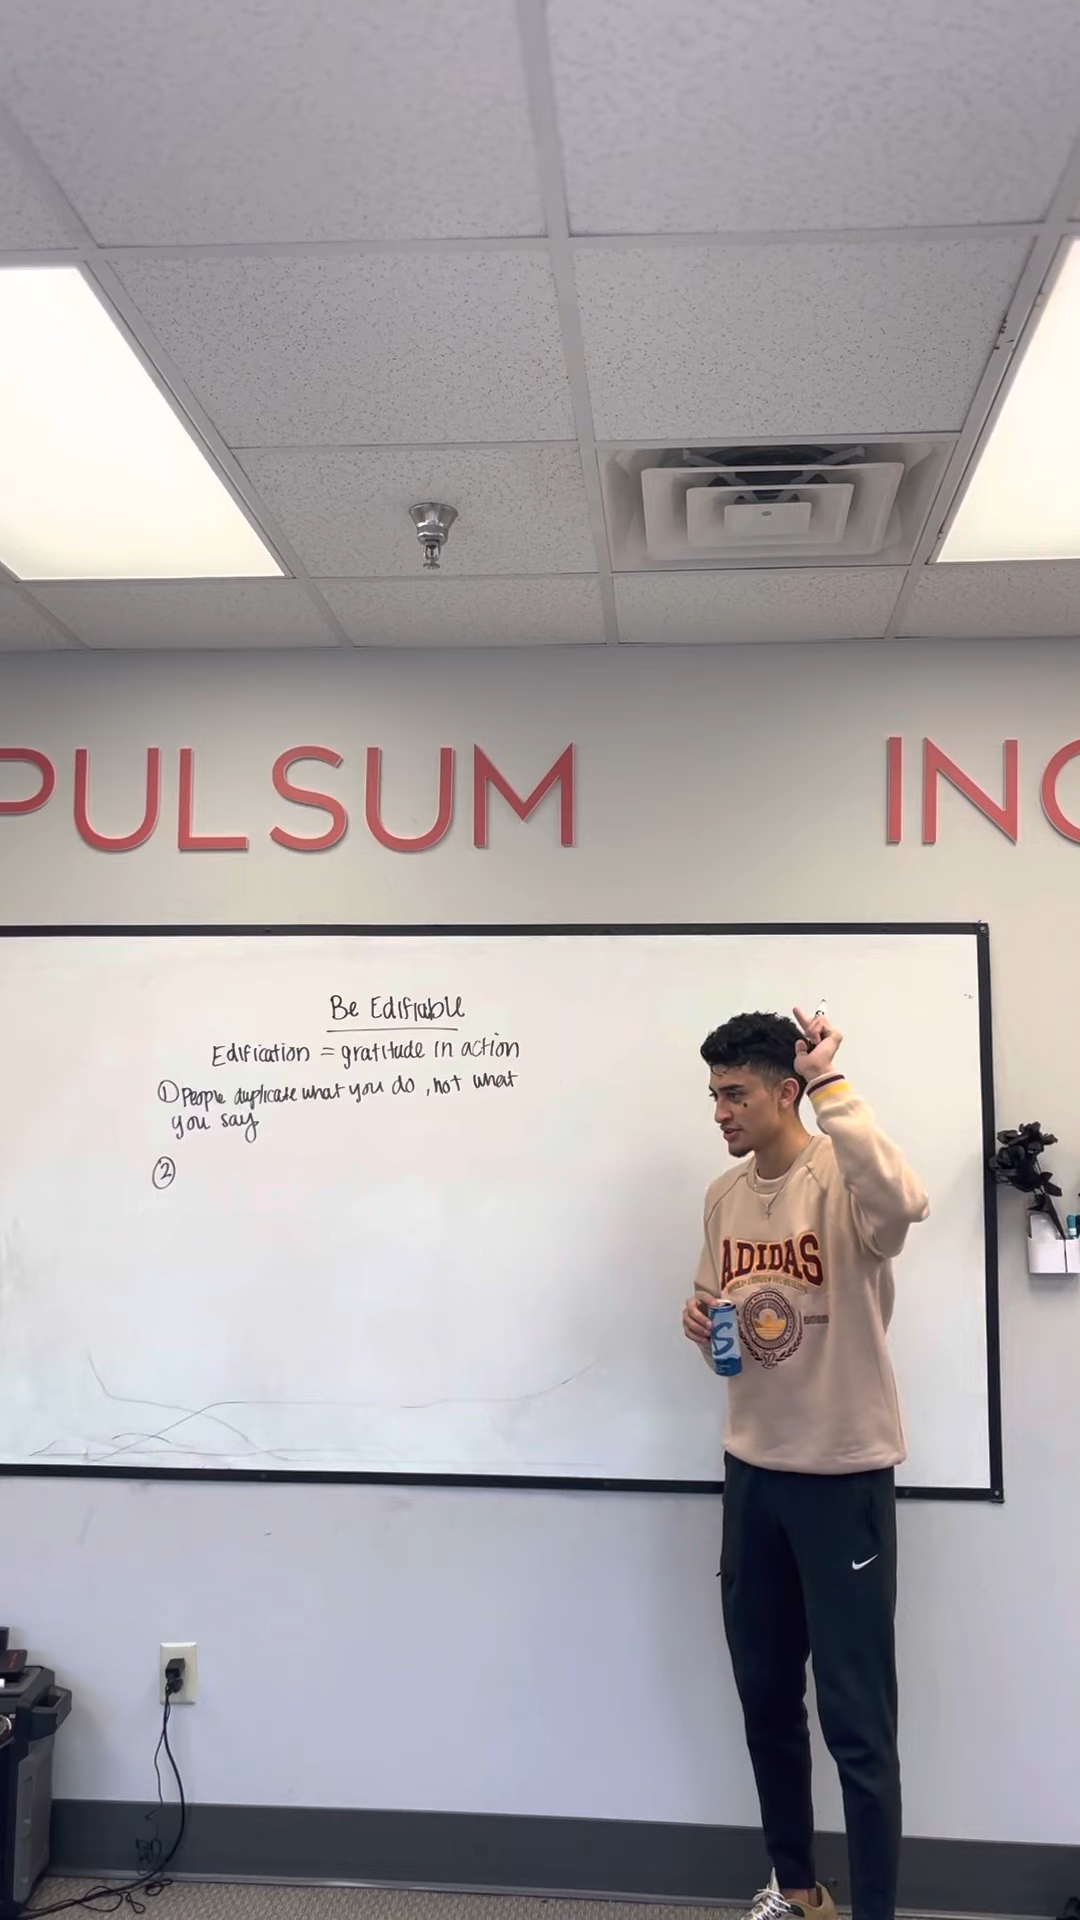 PULSUM INC
Be Edifiable
Edification = gratitude in action
① People duplicate what you do, not what
you say
②
ADIDAS
S
50